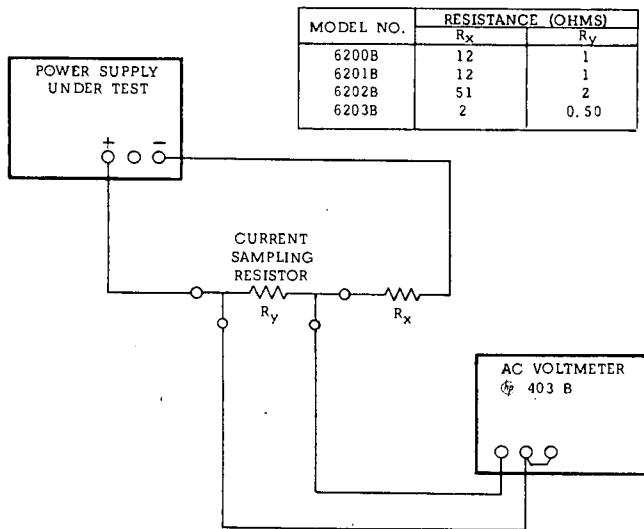 MODEL NO. RESISTANCE (OHMS)
Rx Ry
6200B 12 1
6201B 12 1
6202B 51 2
6203B 2 0.50
POWER SUPPLY
UNDER TEST
+ −
CURRENT
SAMPLING
RESISTOR
Ry Rx
AC VOLTMETER
hp 403 B